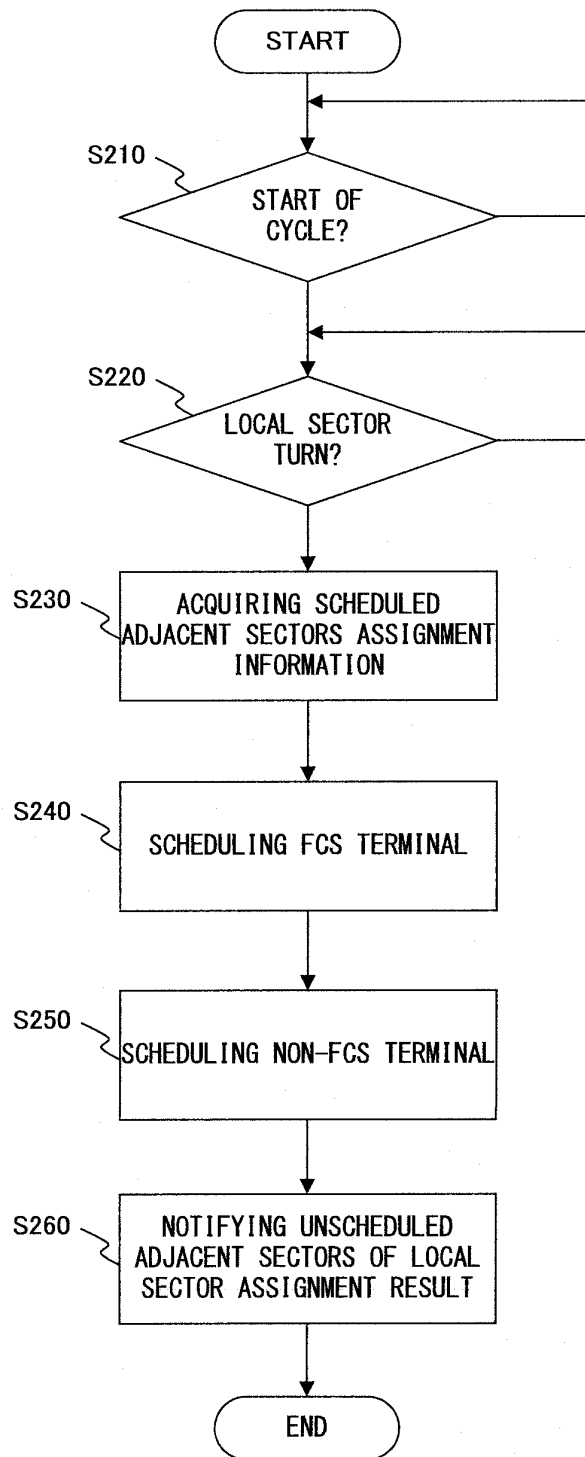 START
S210
START OF
CYCLE?
S220
LOCAL SECTOR
TURN?
S230
ACQUIRING SCHEDULED
ADJACENT SECTORS ASSIGNMENT
INFORMATION
S240
SCHEDULING FCS TERMINAL
S250
SCHEDULING NON-FCS TERMINAL
S260
NOTIFYING UNSCHEDULED
ADJACENT SECTORS OF LOCAL
SECTOR ASSIGNMENT RESULT
END